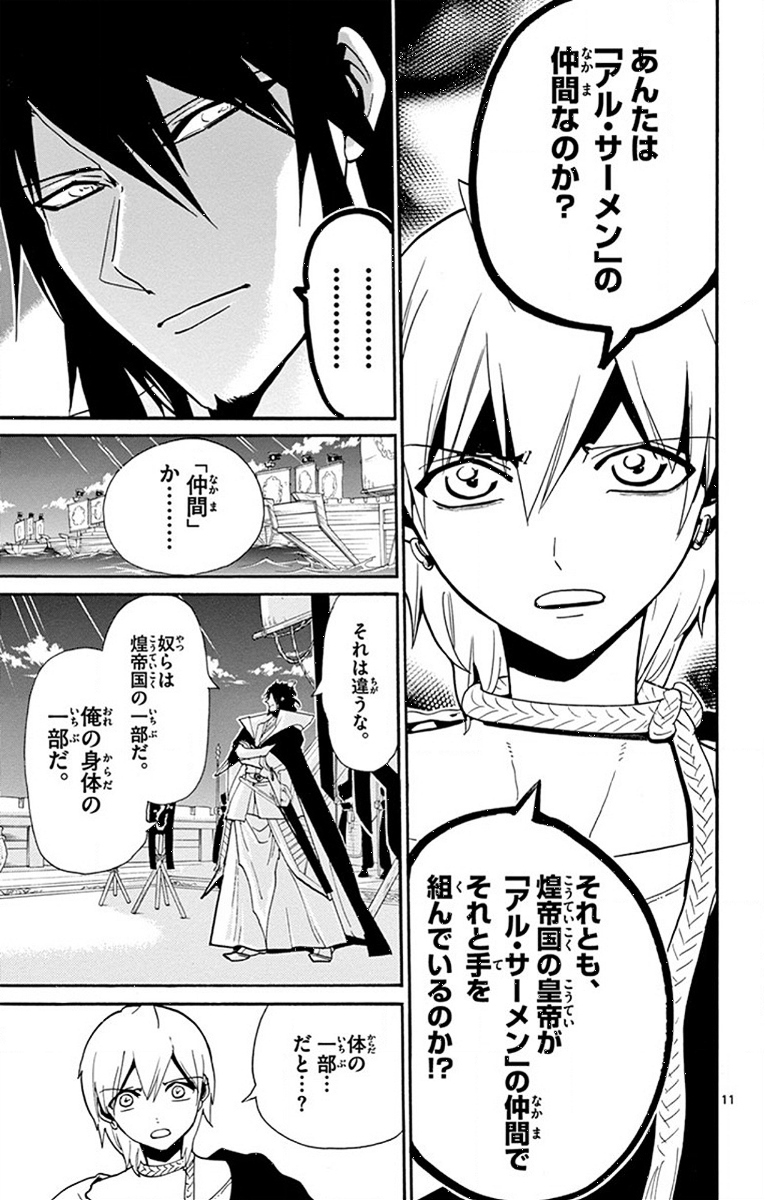 あんたは
「アル・サーメン」の
仲間なのか？
それとも、
煌帝国の皇帝が
「アル・サーメン」の仲間で
それと手を
組んでいるのか!?
………
………
「仲間」
か………
それは違うな。
奴らは
煌帝国の一部だ。
俺の身体の
一部だ。
体の
一部…
だと…？
11